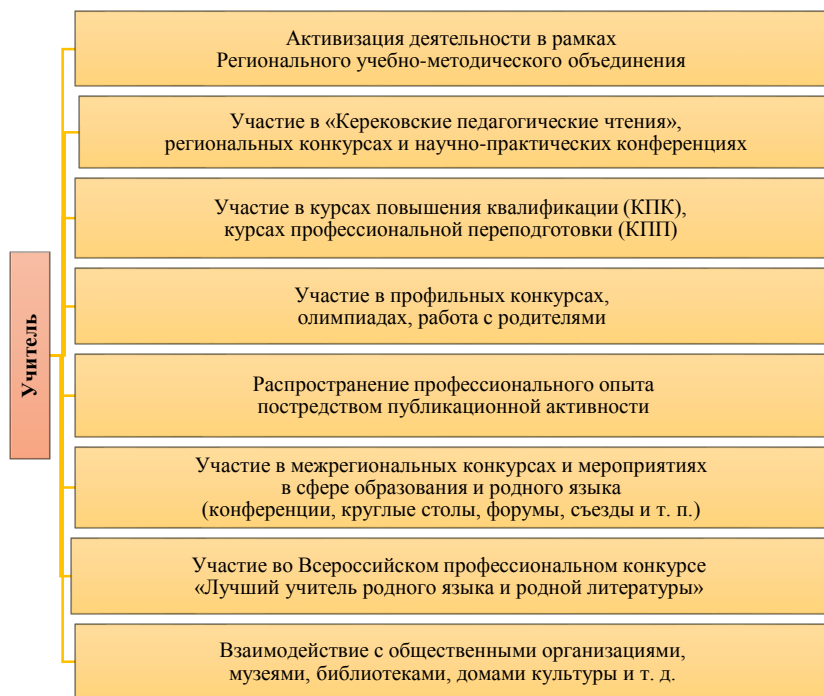 Учитель
Активизация деятельности в рамках
Регионального учебно-методического объединения
Участие в «Керековские педагогические чтения»,
региональных конкурсах и научно-практических конференциях
Участие в курсах повышения квалификации (КПК),
курсах профессиональной переподготовки (КПП)
Участие в профильных конкурсах,
олимпиадах, работа с родителями
Распространение профессионального опыта
постредством публикационной активности
Участие в межрегиональных конкурсах и мероприятиях
в сфере образования и родного языка
(конференции, круглые столы, форумы, съезды и т. п.)
Участие во Всероссийском профессиональном конкурсе
«Лучший учитель родного языка и родной литературы»
Взаимодействие с общественными организациями,
музеями, библиотеками, домами культуры и т. д.